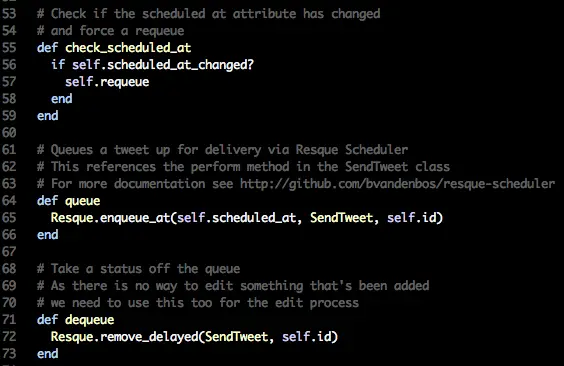 53 # Check if the scheduled at attribute has changed
54 # and force a requeue
55 def check_scheduled_at
56 if self.scheduled_at_changed?
57 self.requeue
58 end
59 end
60
61 # Queues a tweet up for delivery via Resque Scheduler
62 # This references the perform method in the SendTweet class
63 # For more documentation see http://github.com/bvandenbos/resque-scheduler
64 def queue
65 Resque.enqueue_at(self.scheduled_at, SendTweet, self.id)
66 end
67
68 # Take a status off the queue
69 # As there is no way to edit something that's been added
70 # we need to use this too for the edit process
71 def dequeue
72 Resque.remove_delayed(SendTweet, self.id)
73 end